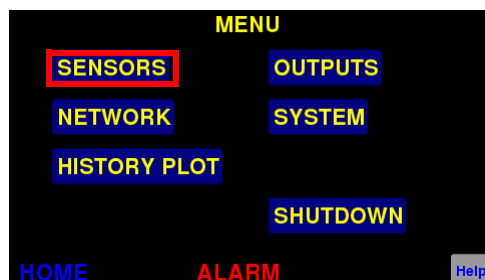 MENU
SENSORS OUTPUTS
NETWORK SYSTEM
HISTORY PLOT
SHUTDOWN
HOME ALARM Help